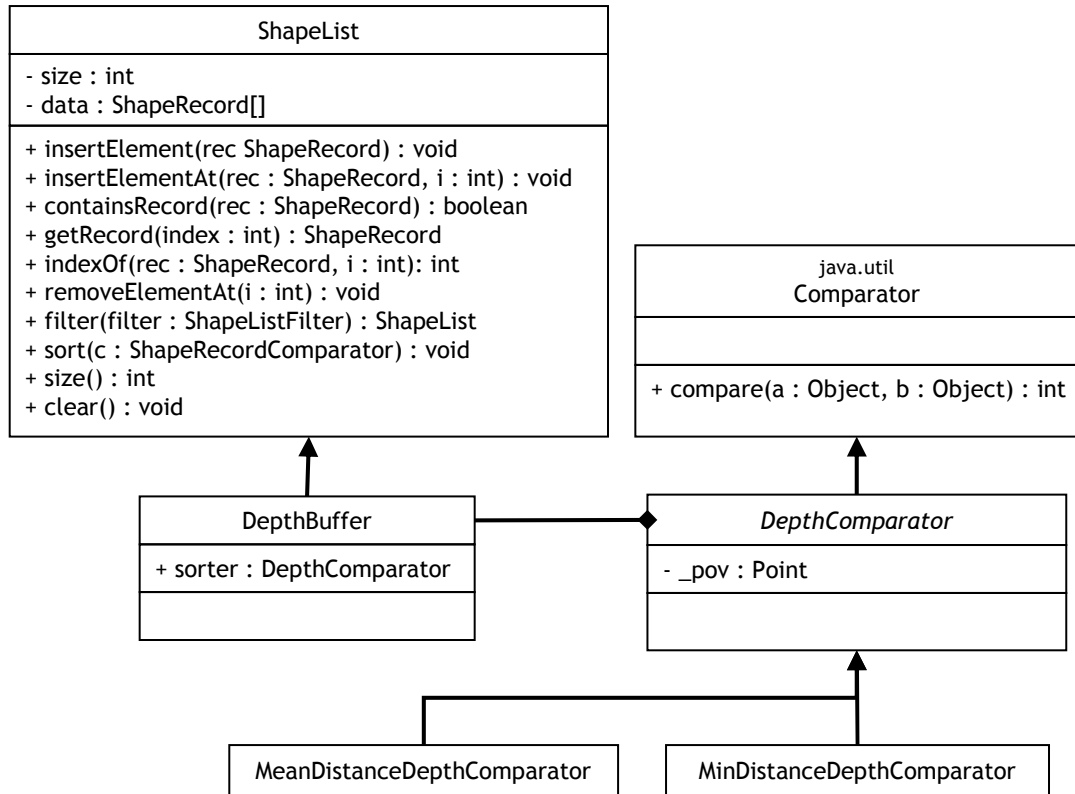 ShapeList
- size : int
- data : ShapeRecord[]
+ insertElement(rec ShapeRecord) : void
+ insertElementAt(rec : ShapeRecord, i : int) : void
+ containsRecord(rec : ShapeRecord) : boolean
+ getRecord(index : int) : ShapeRecord
+ indexOf(rec : ShapeRecord, i : int): int
+ removeElementAt(i : int) : void
+ filter(filter : ShapeListFilter) : ShapeList
+ sort(c : ShapeRecordComparator) : void
+ size() : int
+ clear() : void
java.util
Comparator
+ compare(a : Object, b : Object) : int
DepthBuffer
+ sorter : DepthComparator
DepthComparator
- _pov : Point
MeanDistanceDepthComparator
MinDistanceDepthComparator